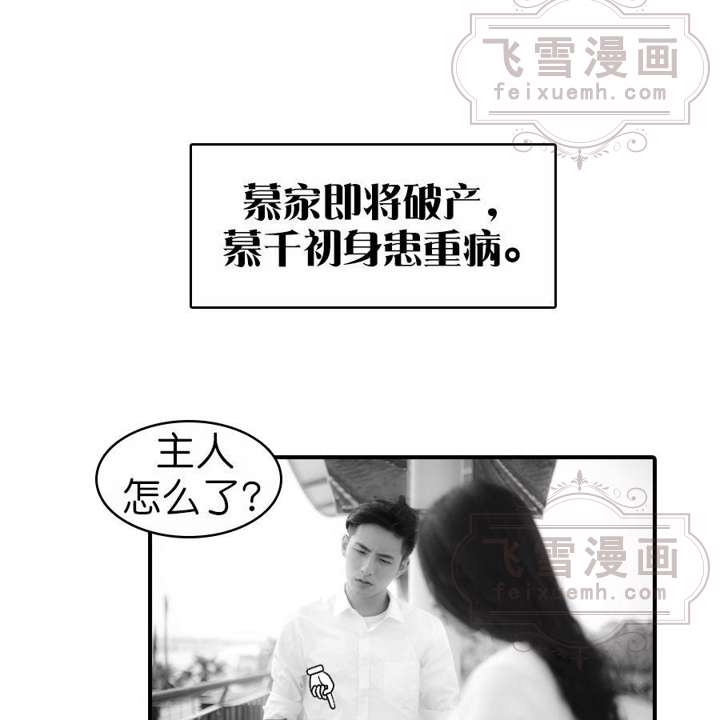 飞雪漫画
feixuemh.com
慕家即将破产，
慕千初身患重病。
主人
怎么了？
飞雪漫画
feixuemh.com